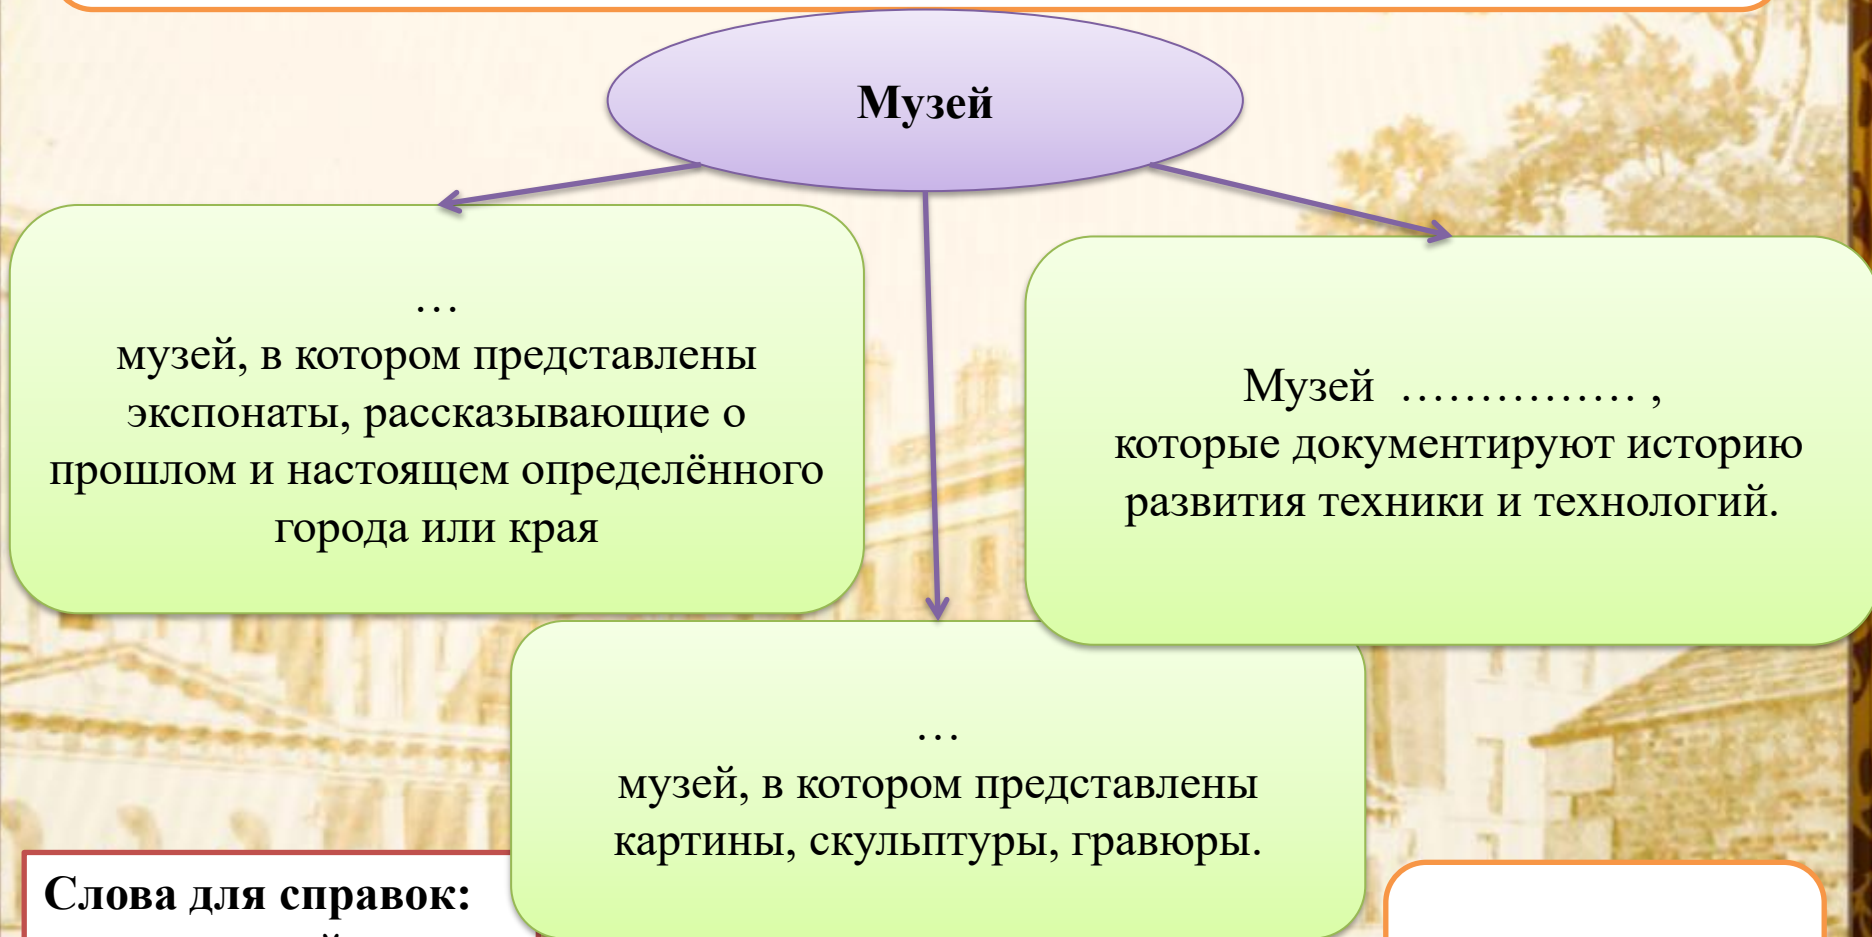 Музей
…
музей, в котором представлены
экспонаты, рассказывающие о
прошлом и настоящем определённого
города или края
Музей …………… ,
которые документируют историю
развития техники и технологий.
…
музей, в котором представлены
картины, скульптуры, гравюры.
Слова для справок: